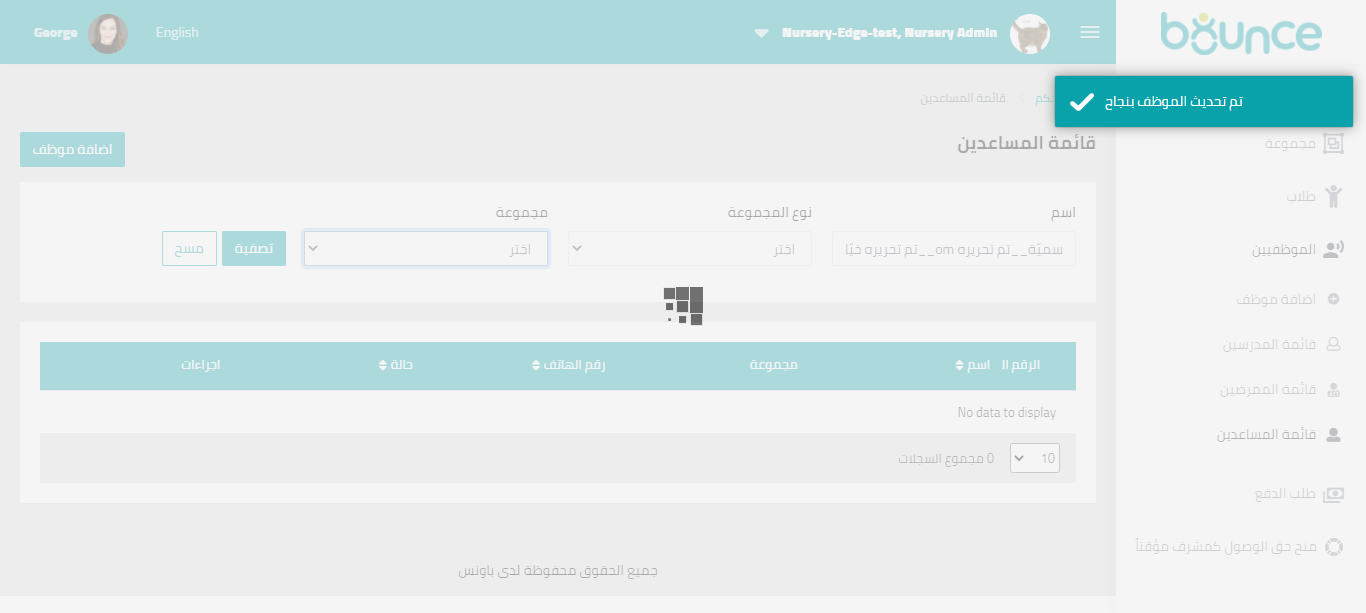 bounce
Nursery-Edge-test, Nursery Admin
English
George
تم تحديث الموظف بنجاح
قائمة المساعدين
قائمة المساعدين
اضافة موظف
اسم
نوع المجموعة
مجموعة
سميّة__تم تحريره om__تم تحريره خيّا
اختر
اختر
تصفية
مسح
الرقم ال
اسم
مجموعة
رقم الهاتف
حالة
اجراءات
No data to display
10
0 مجموع السجلات
جميع الحقوق محفوظة لدى باونس
مجموعة
طلاب
الموظفيين
اضافة موظف
قائمة المدرسين
قائمة الممرضين
قائمة المساعدين
طلب الدفع
منح حق الوصول كمشرف مؤقتاً